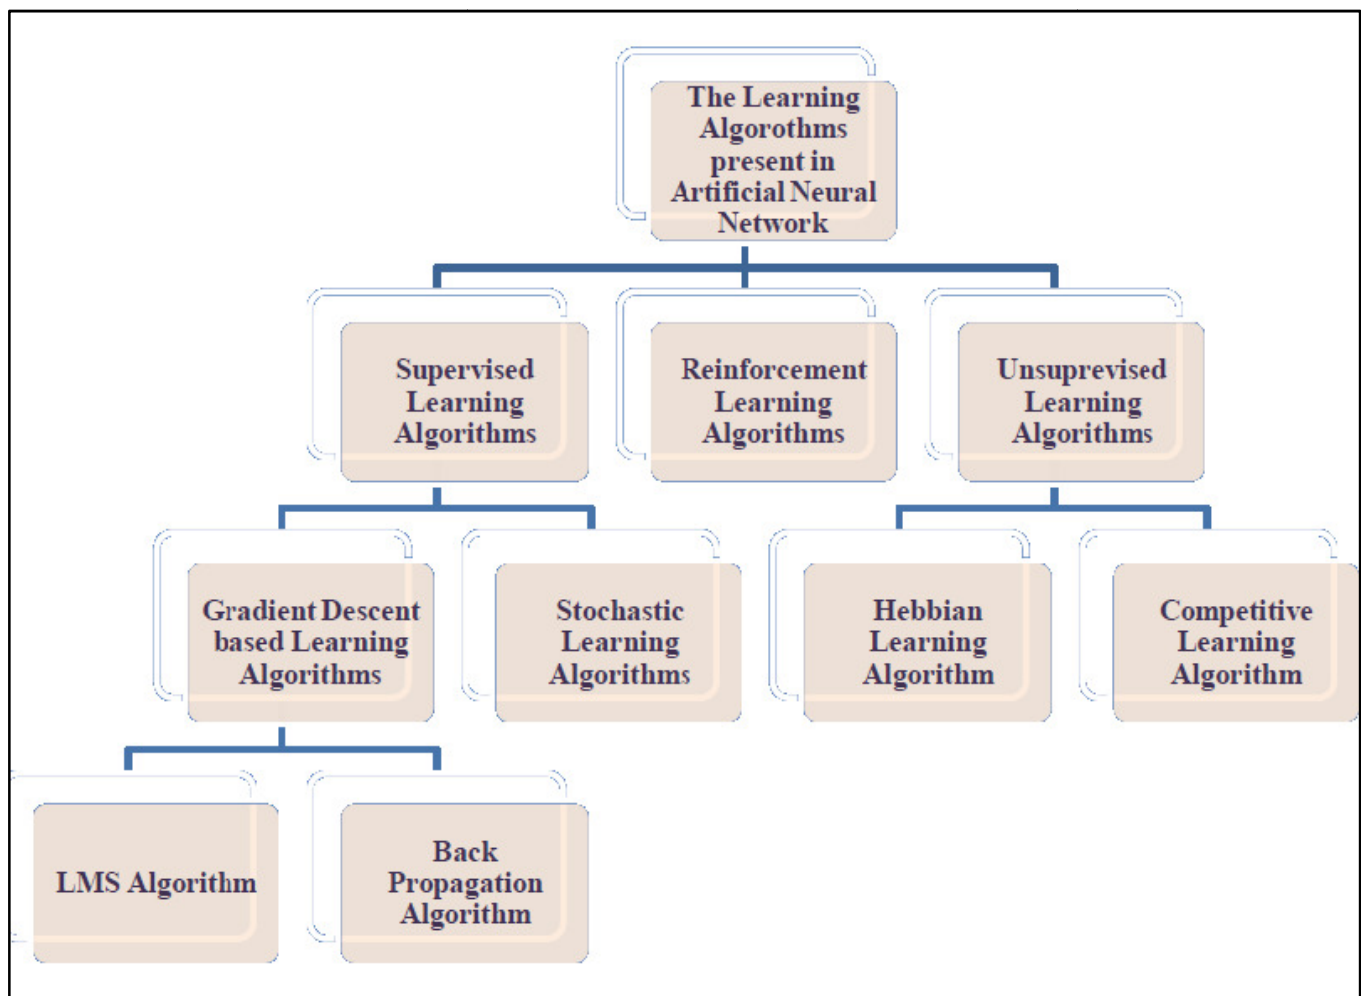 The Learning
Algorothms
present in
Artificial Neural
Network
Supervised
Learning
Algorithms
Reinforcement
Learning
Algorithms
Unsuprevised
Learning
Algorithms
Gradient Descent
based Learning
Algorithms
Stochastic
Learning
Algorithms
Hebbian
Learning
Algorithm
Competitive
Learning
Algorithm
LMS Algorithm
Back
Propagation
Algorithm